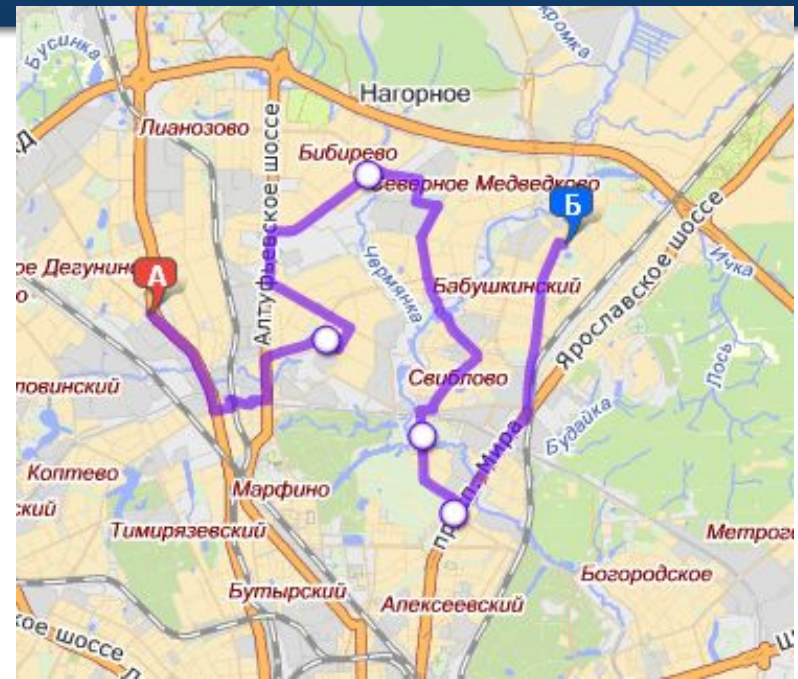 Бусинка
Нагорное
Лианозово
Алтуфьевское шоссе
Бибирево
Северное Медведково
Б
А
Чермянка
Бабушкинский
Ярославское шоссе
Ичка
Лось
Свиблово
Будайка
пр-т
Мира
Коптево
Марфино
Тимирязевский
Бутырский
Алексеевский
Богородское
шоссе